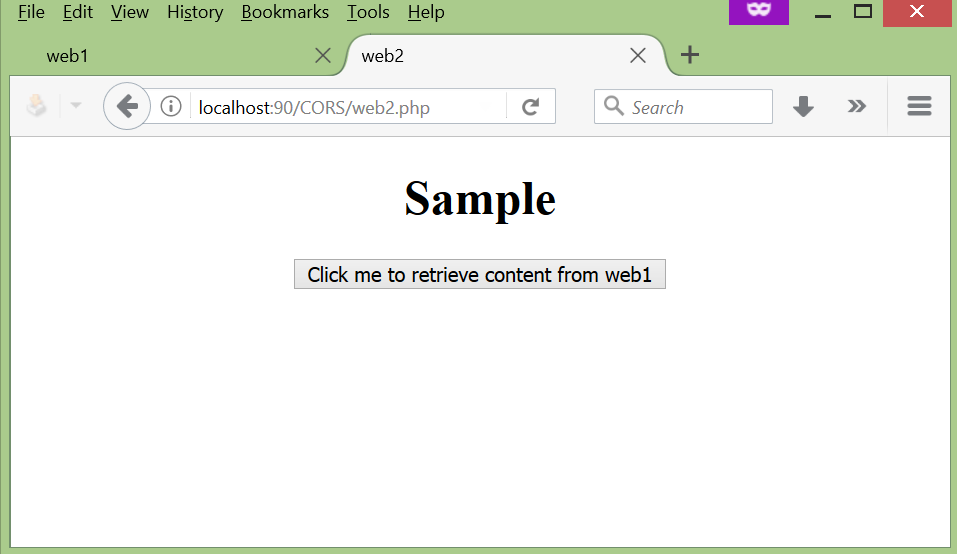 File Edit View History Bookmarks Tools Help
web1 web2
localhost:90/CORS/web2.php Search
Sample
Click me to retrieve content from web1